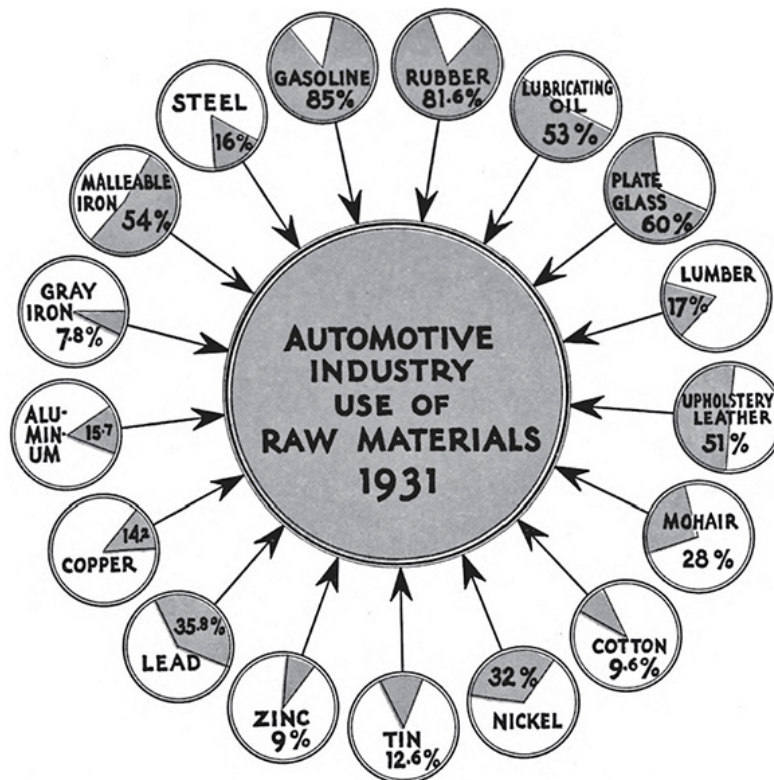 AUTOMOTIVE
INDUSTRY
USE OF
RAW MATERIALS
1931
GASOLINE
85%
RUBBER
81.6%
LUBRICATING
OIL
53%
PLATE
GLASS
60%
LUMBER
17%
UPHOLSTERY
LEATHER
51%
MOHAIR
28%
COTTON
9.6%
32%
NICKEL
TIN
12.6%
ZINC
9%
35.8%
LEAD
14.2
COPPER
ALU-
MIN- 15.7
UM
GRAY
IRON
7.8%
MALLEABLE
IRON
54%
STEEL
16%